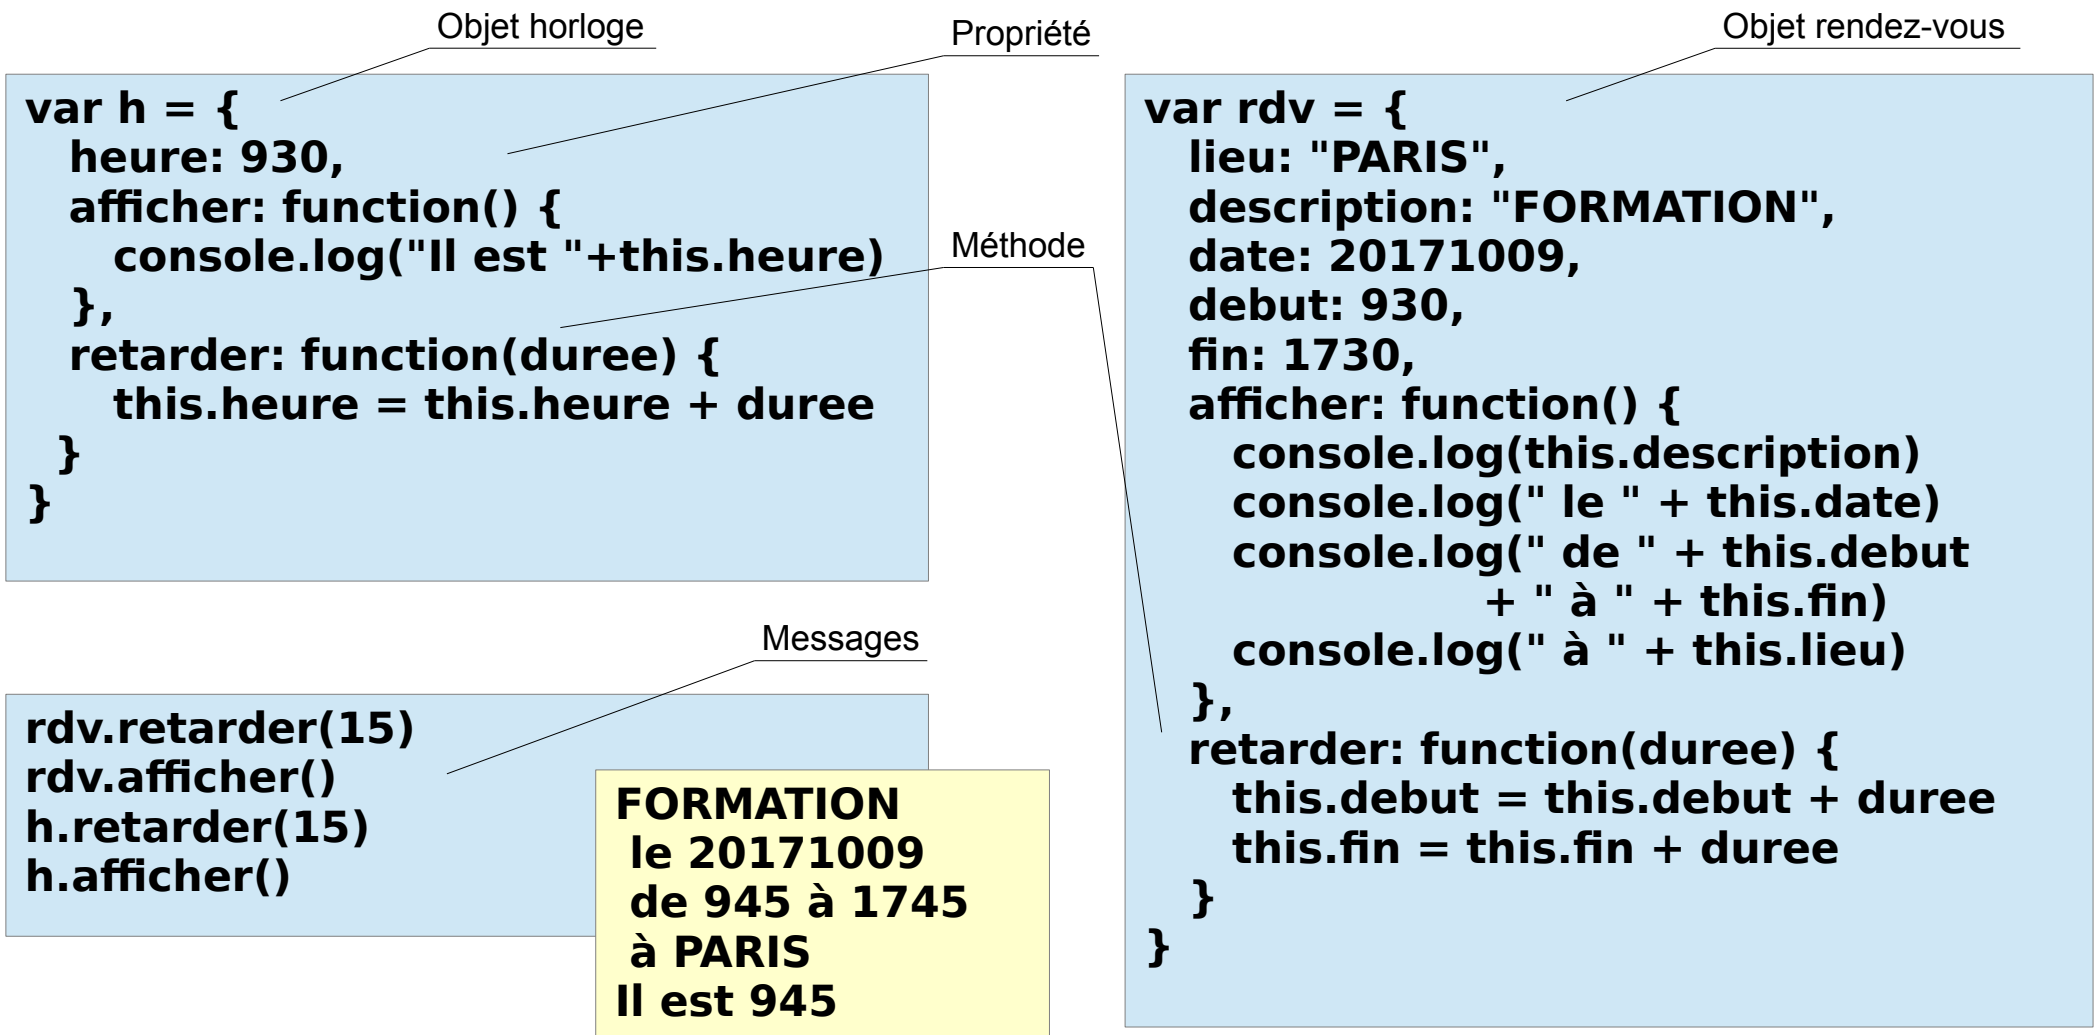 Objet horloge
Propriété
Objet rendez-vous
var h = {
heure: 930,
afficher: function() {
console.log("Il est "+this.heure)
},
retarder: function(duree) {
this.heure = this.heure + duree
}
}
Méthode
var rdv = {
lieu: "PARIS",
description: "FORMATION",
date: 20171009,
debut: 930,
fin: 1730,
afficher: function() {
console.log(this.description)
console.log(" le " + this.date)
console.log(" de " + this.debut
+ " à " + this.fin)
console.log(" à " + this.lieu)
},
retarder: function(duree) {
this.debut = this.debut + duree
this.fin = this.fin + duree
}
}
Messages
rdv.retarder(15)
rdv.afficher()
h.retarder(15)
h.afficher()
FORMATION
le 20171009
de 945 à 1745
à PARIS
Il est 945